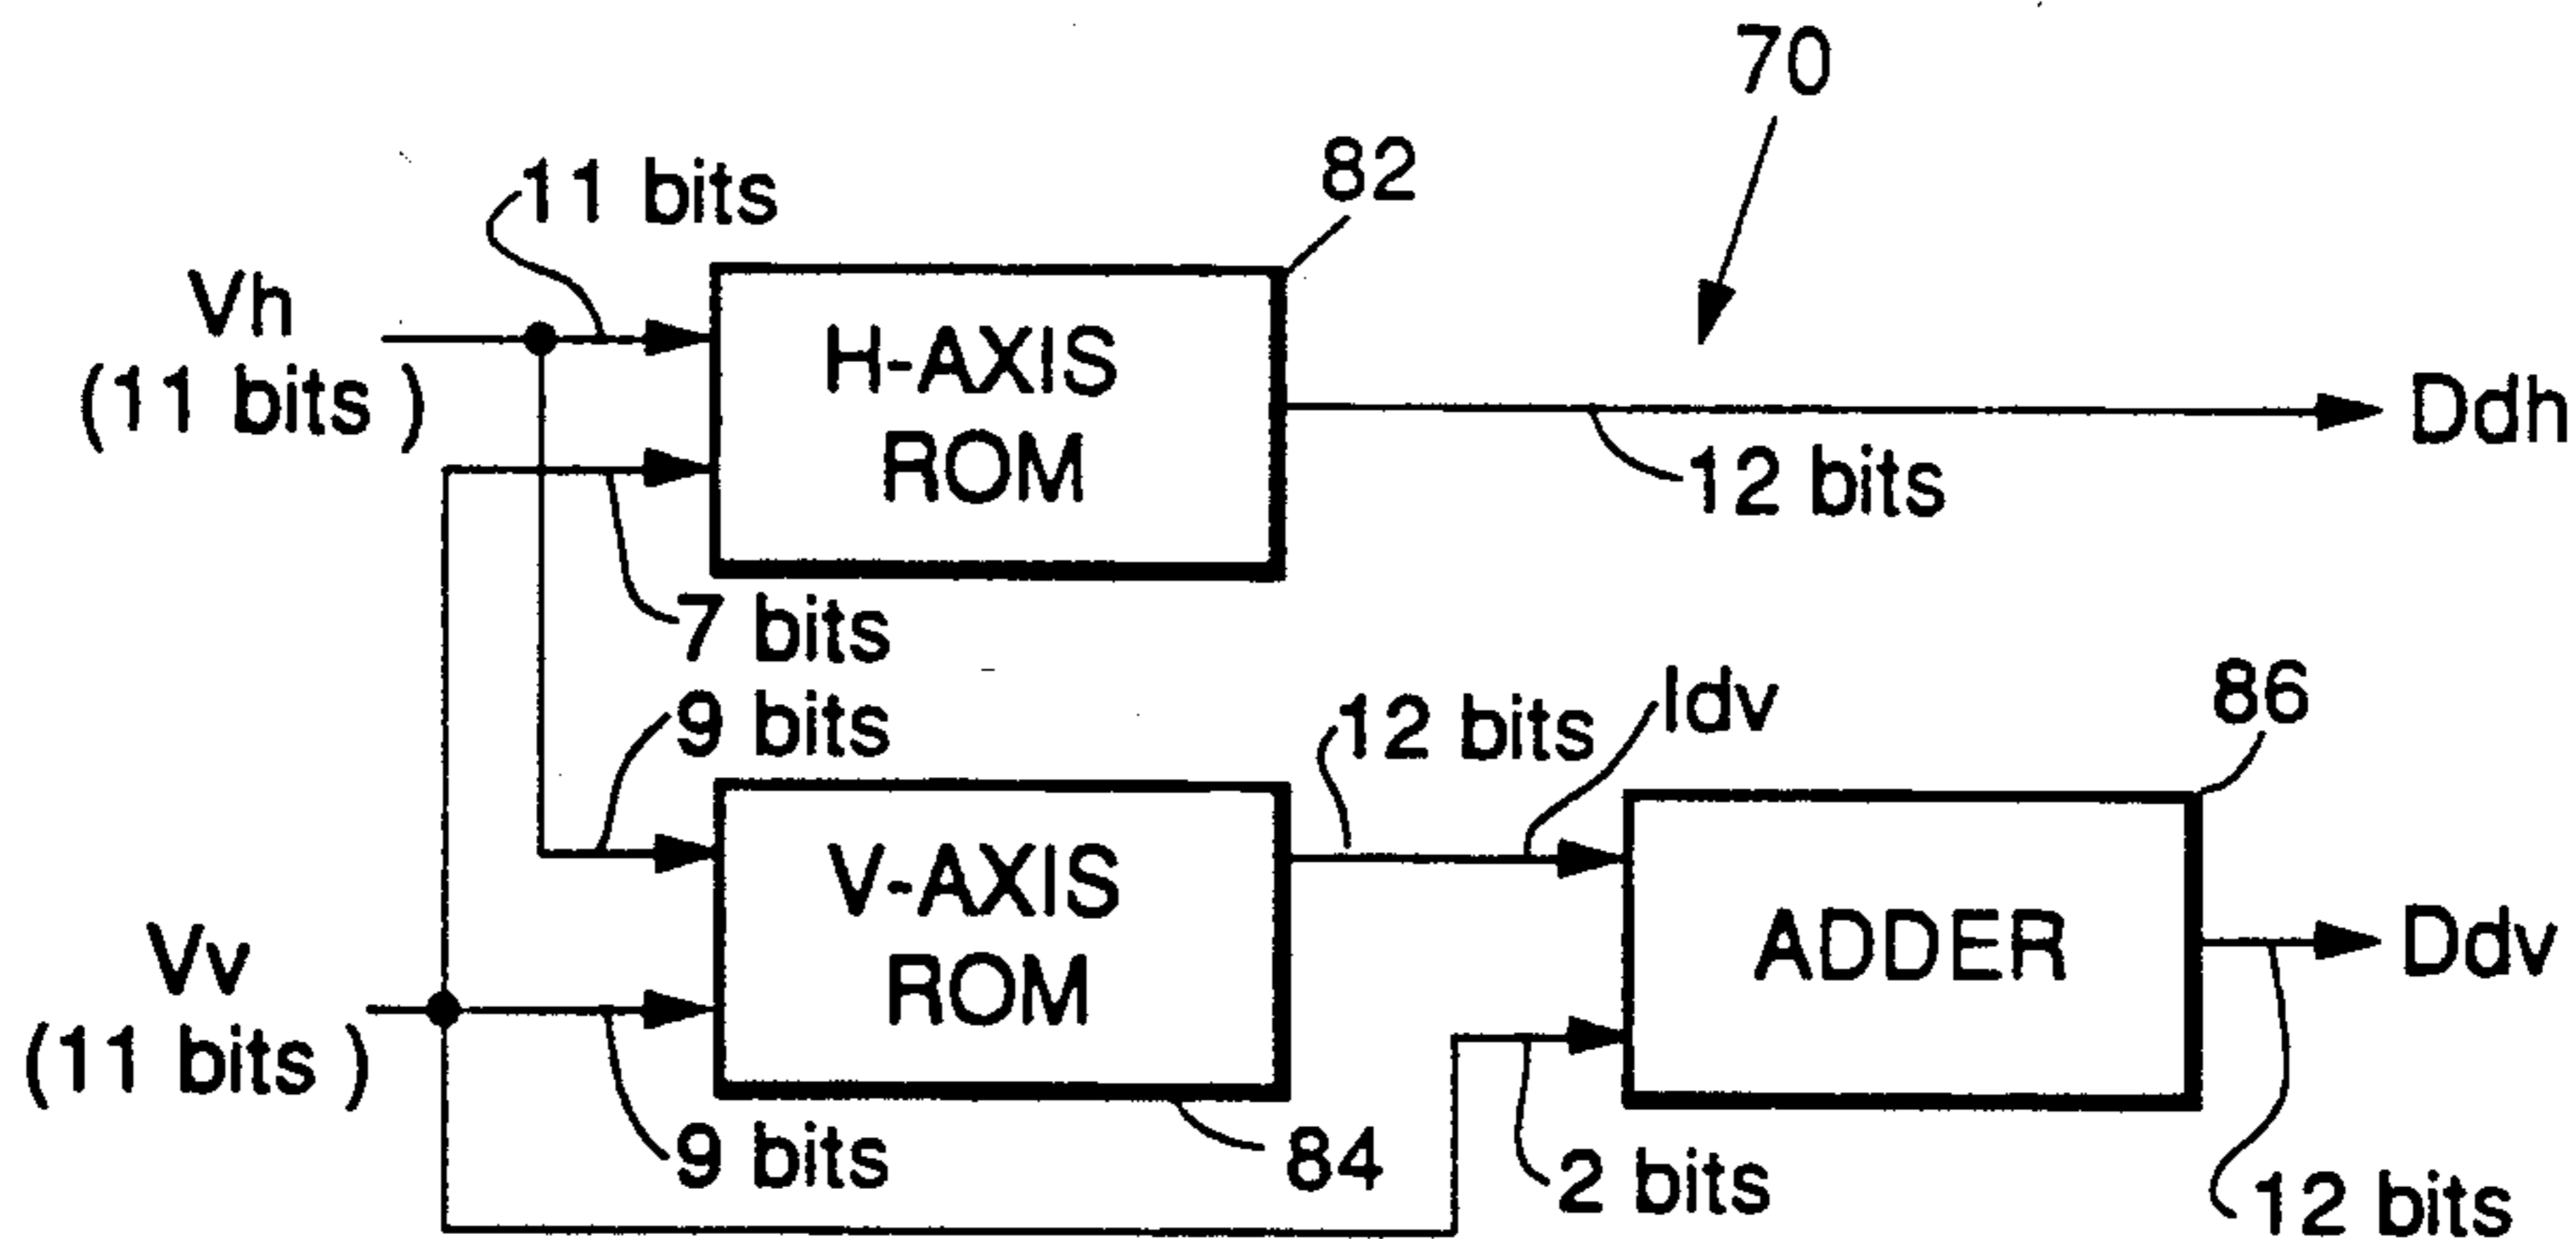 70
82
11 bits
Vh
(11 bits )
H-AXIS
ROM
Ddh
12 bits
7 bits
9 bits
12 bits
Idv
86
V-AXIS
ROM
ADDER
Ddv
Vv
(11 bits )
9 bits
84
2 bits
12 bits